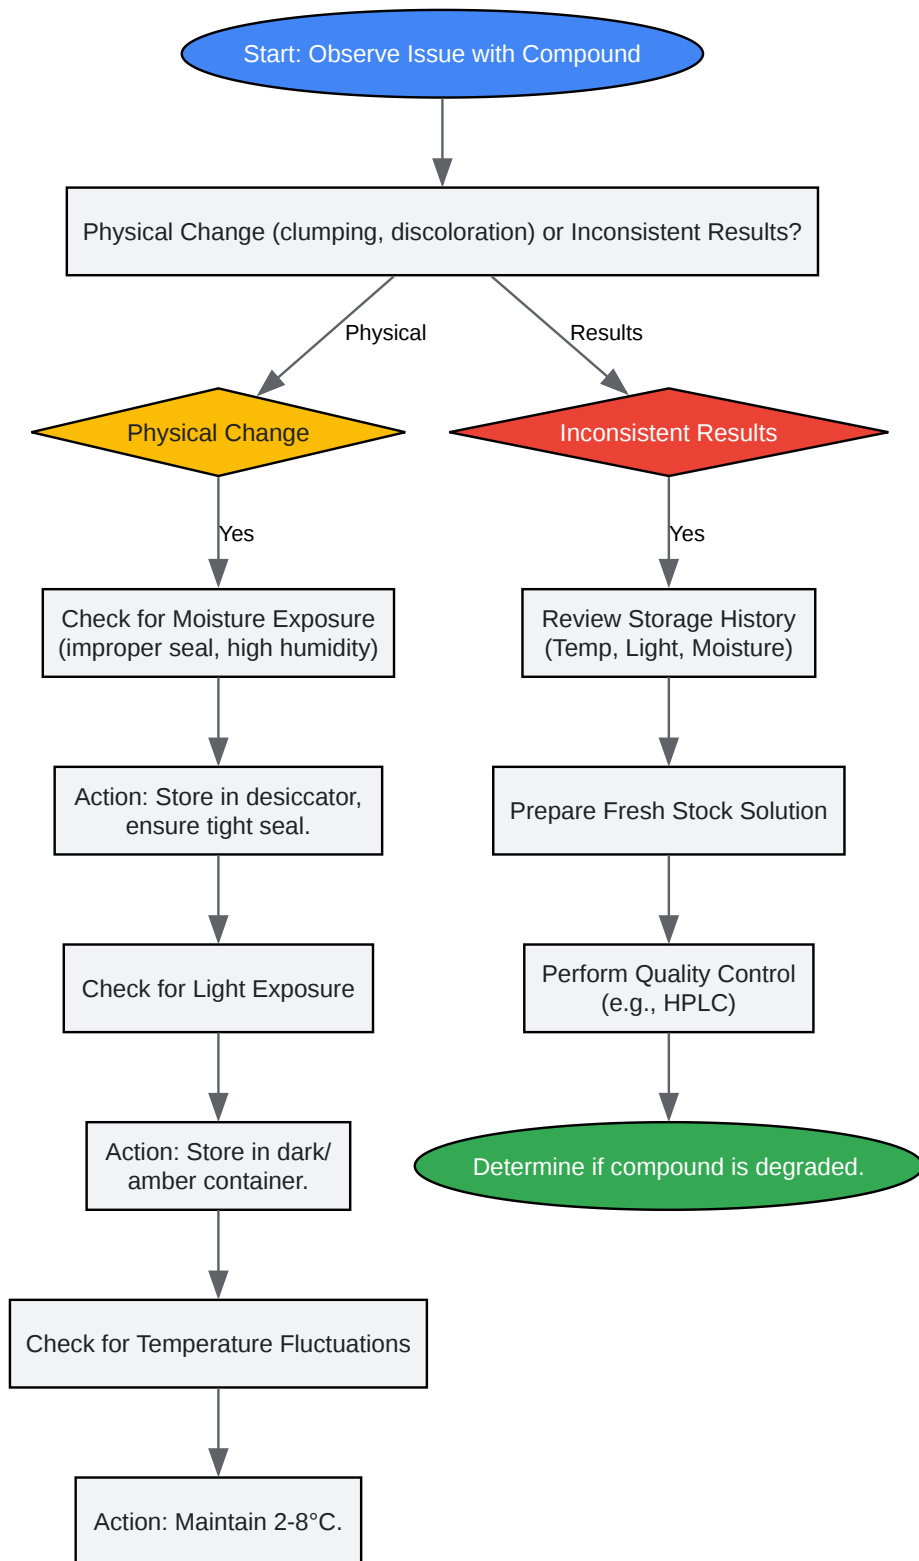 Start: Observe Issue with Compound
Physical Change (clumping, discoloration) or Inconsistent Results?
Physical
Results
Physical Change
Inconsistent Results
Yes
Yes
Check for Moisture Exposure
(improper seal, high humidity)
Review Storage History
(Temp, Light, Moisture)
Action: Store in desiccator,
ensure tight seal.
Prepare Fresh Stock Solution
Check for Light Exposure
Perform Quality Control
(e.g., HPLC)
Action: Store in dark/
amber container.
Determine if compound is degraded.
Check for Temperature Fluctuations
Action: Maintain 2-8°C.